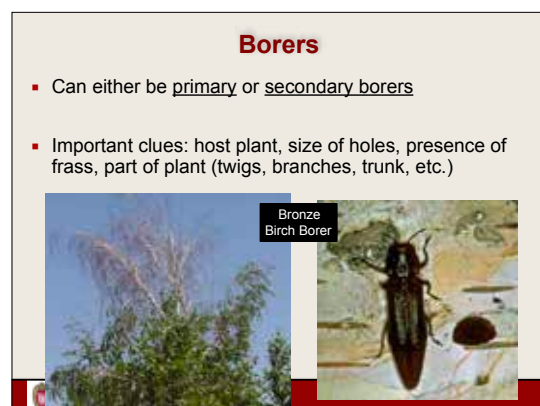 Borers
▪ Can either be primary or secondary borers
▪ Important clues: host plant, size of holes, presence of
frass, part of plant (twigs, branches, trunk, etc.)
Bronze
Birch Borer